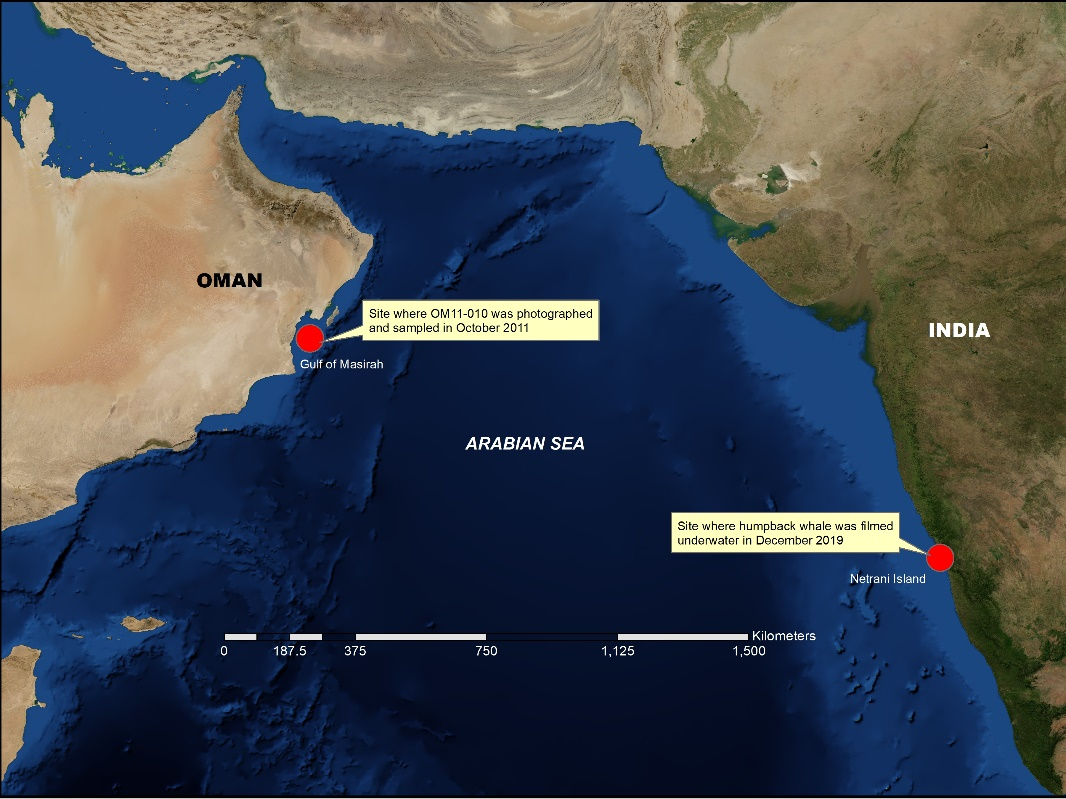 OMAN
Site where OM11-010 was photographed
and sampled in October 2011
INDIA
Gulf of Masirah
ARABIAN SEA
Site where humpback whale was filmed
underwater in December 2019
Netrani Island
Kilometers
0 187.5 375 750 1,125 1,500